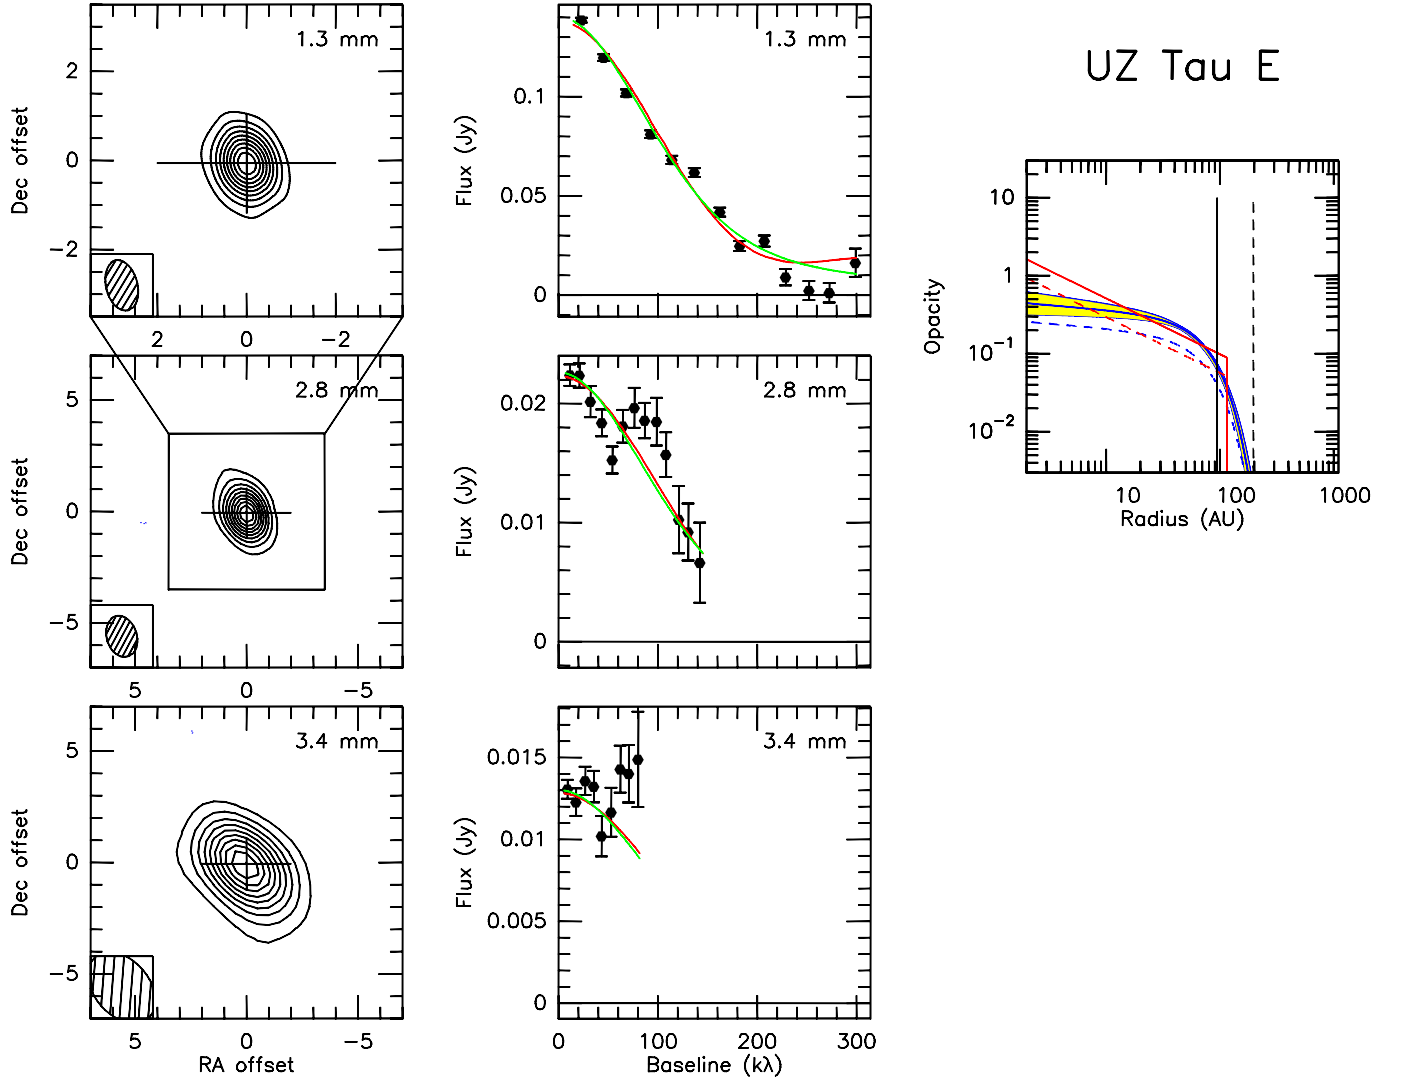 UZ Tau E
1.3 mm
Dec offset
2
0
−2
2
0
−2
1.3 mm
Flux (Jy)
0.1
0.05
0
2.8 mm
Dec offset
5
0
−5
5
0
−5
2.8 mm
Flux (Jy)
0.02
0.01
0
3.4 mm
Dec offset
5
0
−5
5
0
−5
RA offset
3.4 mm
Flux (Jy)
0.015
0.01
0.005
0
0
100
200
300
Baseline (kλ)
Opacity
10
1
10⁻¹
10⁻²
10
100
1000
Radius (AU)